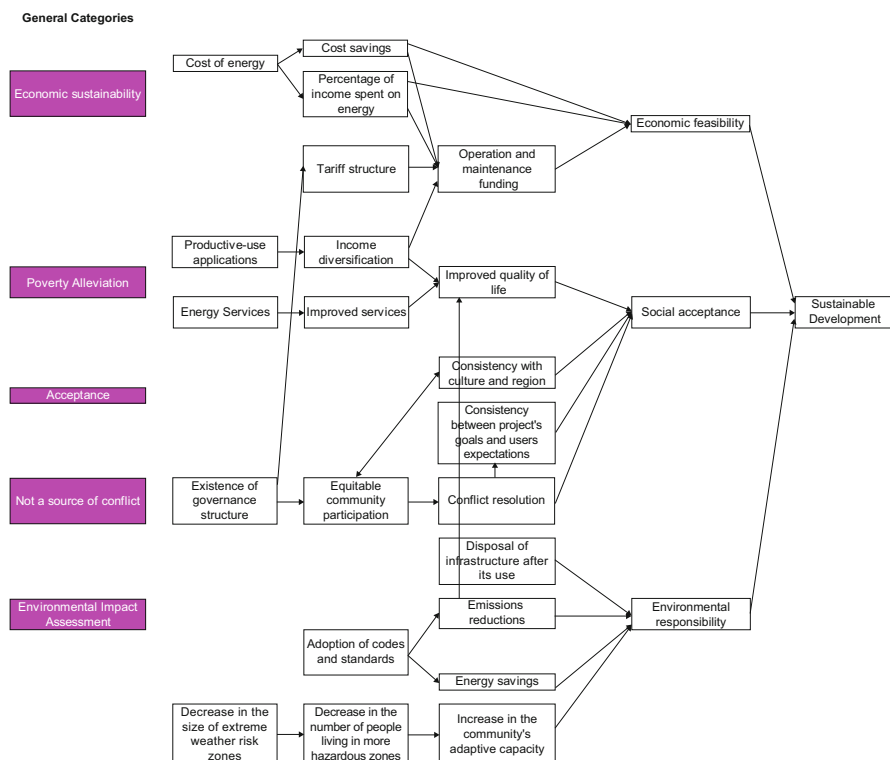 General Categories
Economic sustainability
Poverty Alleviation
Acceptance
Not a source of conflict
Environmental Impact
Assessment
Cost of energy
Cost savings
Percentage of
income spent on
energy
Tariff structure
Operation and
maintenance
funding
Economic feasibility
Productive-use
applications
Income
diversification
Improved quality of
life
Energy Services
Improved services
Social acceptance
Sustainable
Development
Consistency with
culture and region
Consistency
between project's
goals and users
expectations
Existence of
governance
structure
Equitable
community
participation
Conflict resolution
Disposal of
infrastructure after
its use
Emissions
reductions
Environmental
responsibility
Adoption of codes
and standards
Energy savings
Decrease in the
size of extreme
weather risk
zones
Decrease in the
number of people
living in more
hazardous zones
Increase in the
community's
adaptive capacity